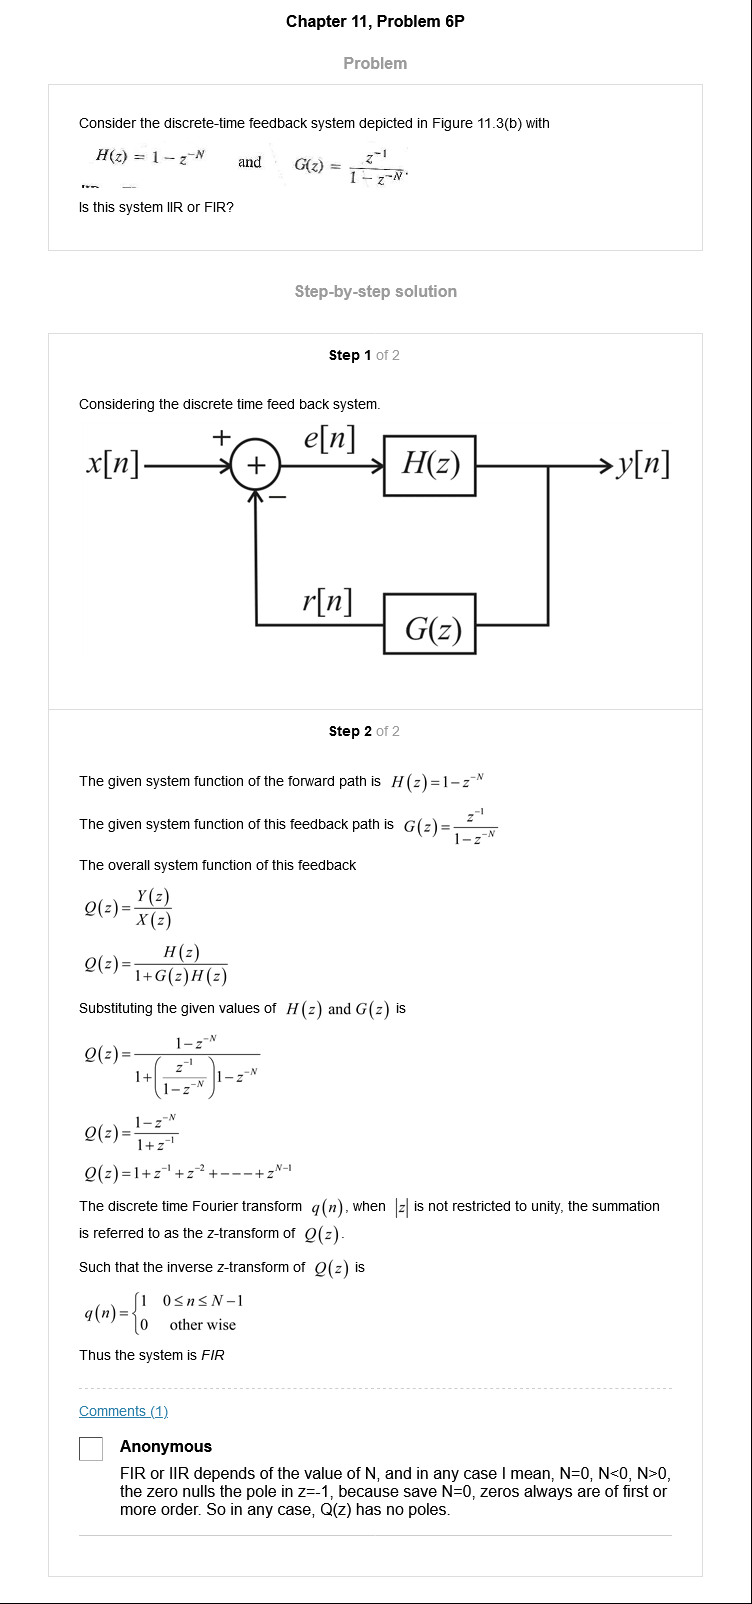 Chapter 11, Problem 6P
Problem
Consider the discrete-time feedback system depicted in Figure 11.3(b) with
H(z) = 1 − z^{−N} and G(z) = \frac{z^{−1}}{1 − z^{−N}}.
Is this system IIR or FIR?
Step-by-step solution
Step 1 of 2
Considering the discrete time feed back system.
x[n] + + e[n] H(z) y[n]
−
r[n] G(z)
Step 2 of 2
The given system function of the forward path is H(z)=1−z^{−N}
The given system function of this feedback path is G(z)=\frac{z^{−1}}{1−z^{−N}}
The overall system function of this feedback
Q(z)=\frac{Y(z)}{X(z)}
Q(z)=\frac{H(z)}{1+G(z)H(z)}
Substituting the given values of H(z) and G(z) is
Q(z)=\frac{1−z^{−N}}{1+\left(\frac{z^{−1}}{1−z^{−N}}\right)1−z^{−N}}
Q(z)=\frac{1−z^{−N}}{1+z^{−1}}
Q(z)=1+z^{−1}+z^{−2}+−−−−+z^{N−1}
The discrete time Fourier transform q(n), when |z| is not restricted to unity, the summation
is referred to as the z-transform of Q(z).
Such that the inverse z-transform of Q(z) is
q(n)={1 0≤n≤N−1
0 other wise
Thus the system is FIR
Comments (1)
Anonymous
FIR or IIR depends of the value of N, and in any case I mean, N=0, N<0, N>0,
the zero nulls the pole in z=-1, because save N=0, zeros always are of first or
more order. So in any case, Q(z) has no poles.